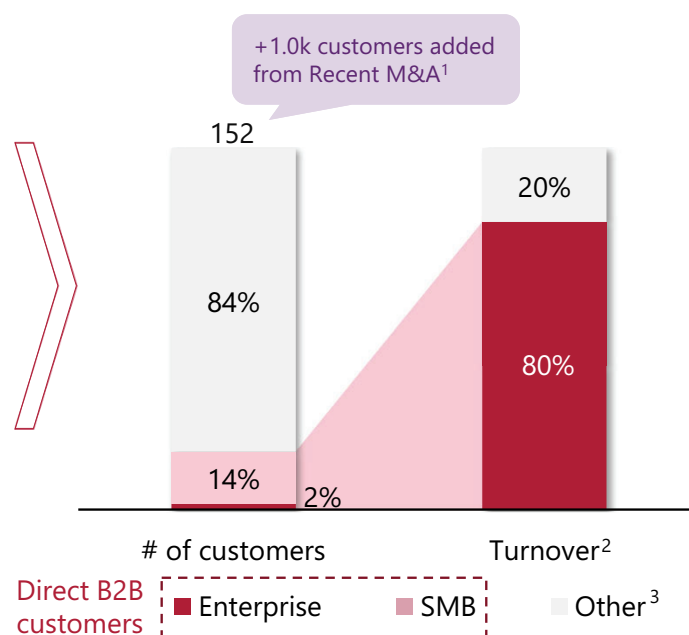 +1.0k customers added
from Recent M&A¹
152
20%
84%
80%
14%
2%
# of customers
Turnover²
Direct B2B
customers
Enterprise
SMB
Other³